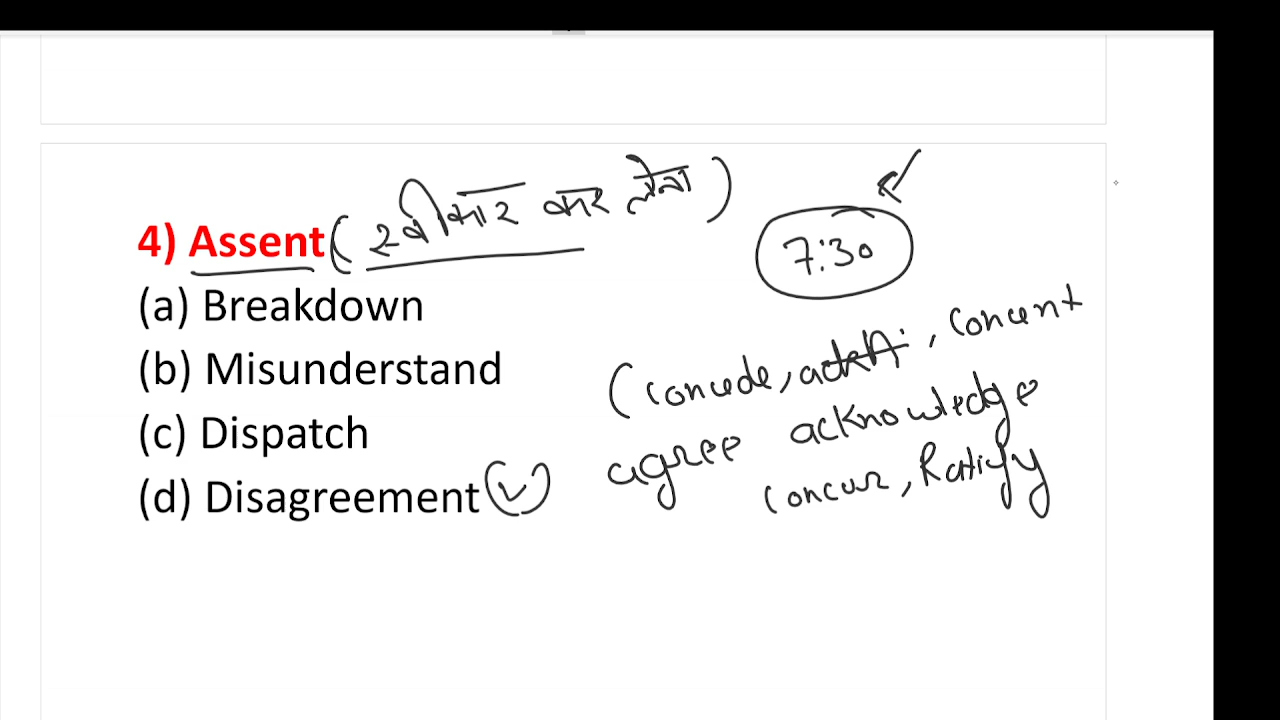 4) Assent (स्वीकार कर लेना)
7:30
(a) Breakdown
(b) Misunderstand
(c) Dispatch
(d) Disagreement
(Concede, , Concent
agree acknowledge
Concur, Ratify